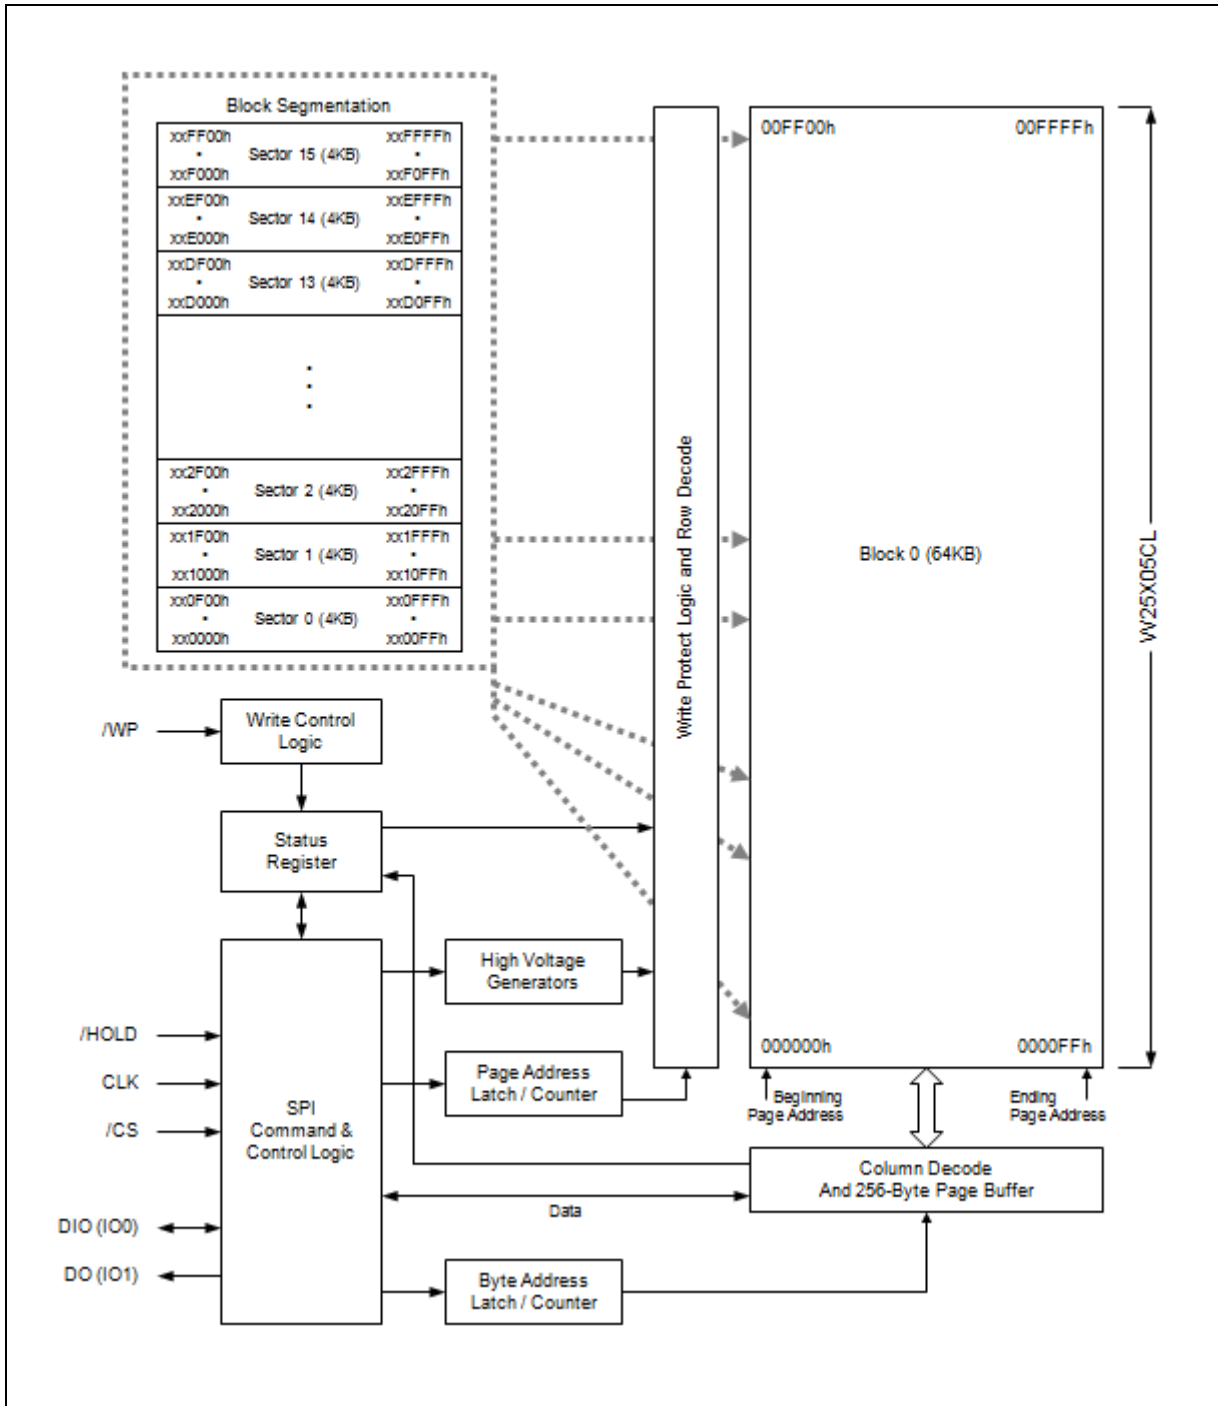 Block Segmentation
xxFF00h xxFFFFh
• Sector 15 (4KB) •
xxF000h xxF0FFh
xxEF00h xxEFFFh
• Sector 14 (4KB) •
xxE000h xxE0FFh
xxDF00h xxDFFFh
• Sector 13 (4KB) •
xxD000h xxD0FFh
xx2F00h xx2FFFh
• Sector 2 (4KB) •
xx2000h xx20FFh
xx1F00h xx1FFFh
• Sector 1 (4KB) •
xx1000h xx10FFh
xx0F00h xx0FFFh
• Sector 0 (4KB) •
xx0000h xx00FFh
Write Protect Logic and Row Decode
00FF00h 00FFFFh
Block 0 (64KB)
000000h 0000FFh
W25X05CL
Beginning
Page Address
Ending
Page Address
/WP
Write Control
Logic
Status
Register
High Voltage
Generators
/HOLD
CLK
/CS
DIO (IO0)
DO (IO1)
SPI
Command &
Control Logic
Page Address
Latch / Counter
Column Decode
And 256-Byte Page Buffer
Data
Byte Address
Latch / Counter